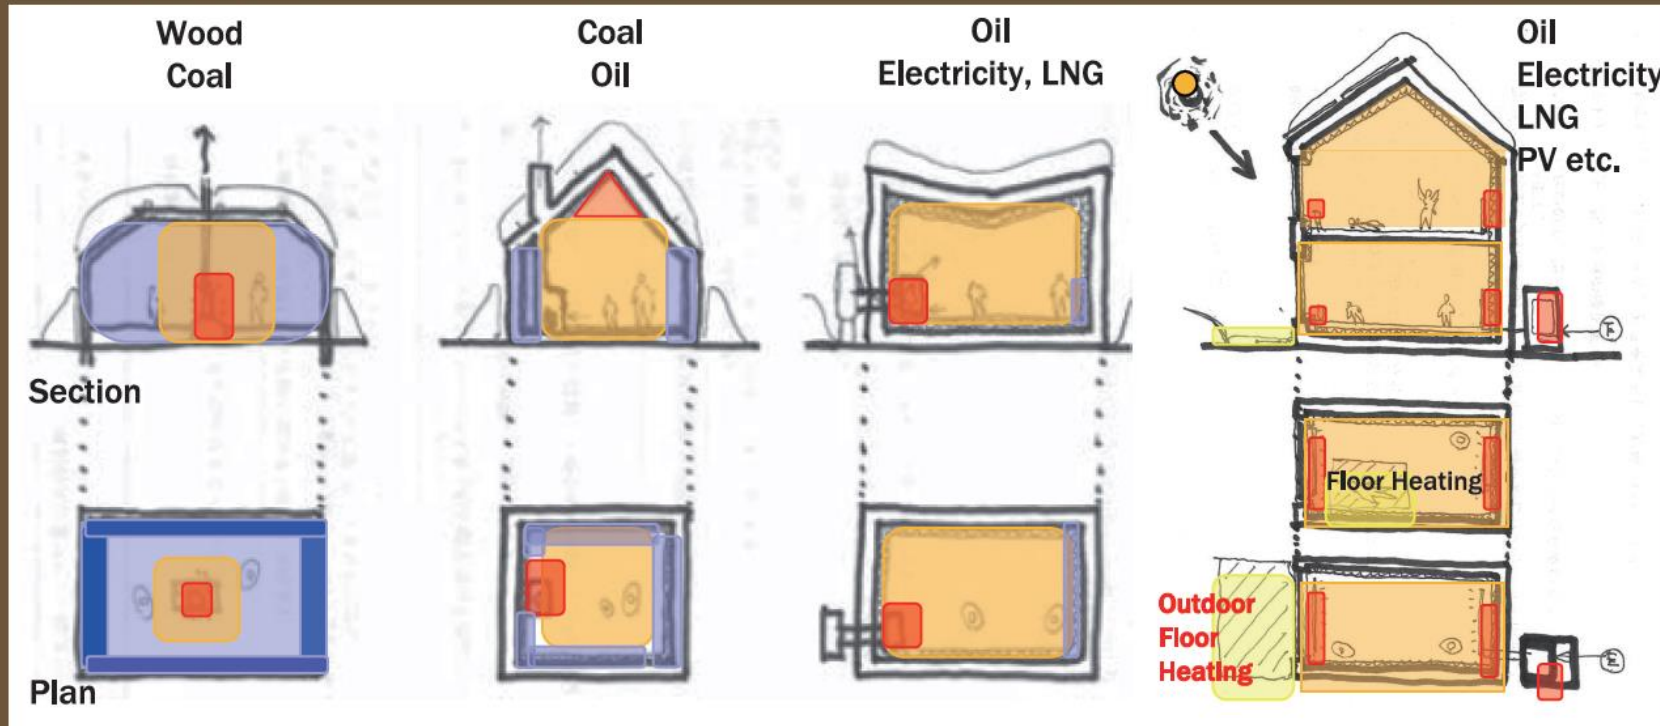 Wood
Coal
Coal
Oil
Oil
Electricity, LNG
Oil
Electricity
LNG
PV etc.
Section
Floor Heating
Outdoor
Floor
Heating
Plan